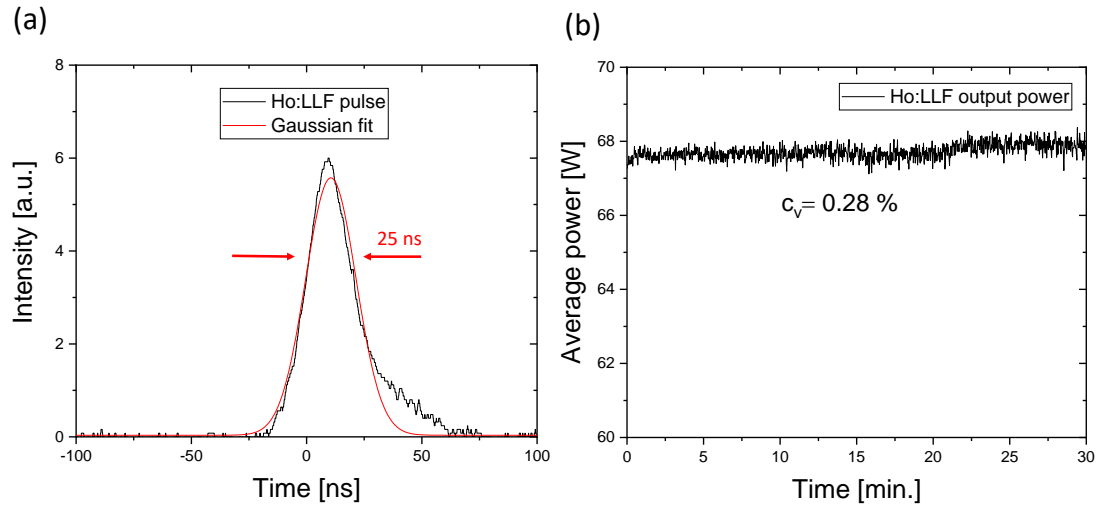 (a)
8
6
4
2
0
Intensity [a.u.]
Ho:LLF pulse
Gaussian fit
25 ns
-100
-50
0
50
100
Time [ns]
(b)
70
68
66
64
62
60
Average power [W]
Ho:LLF output power
cv= 0.28 %
0
5
10
15
20
25
30
Time [min.]